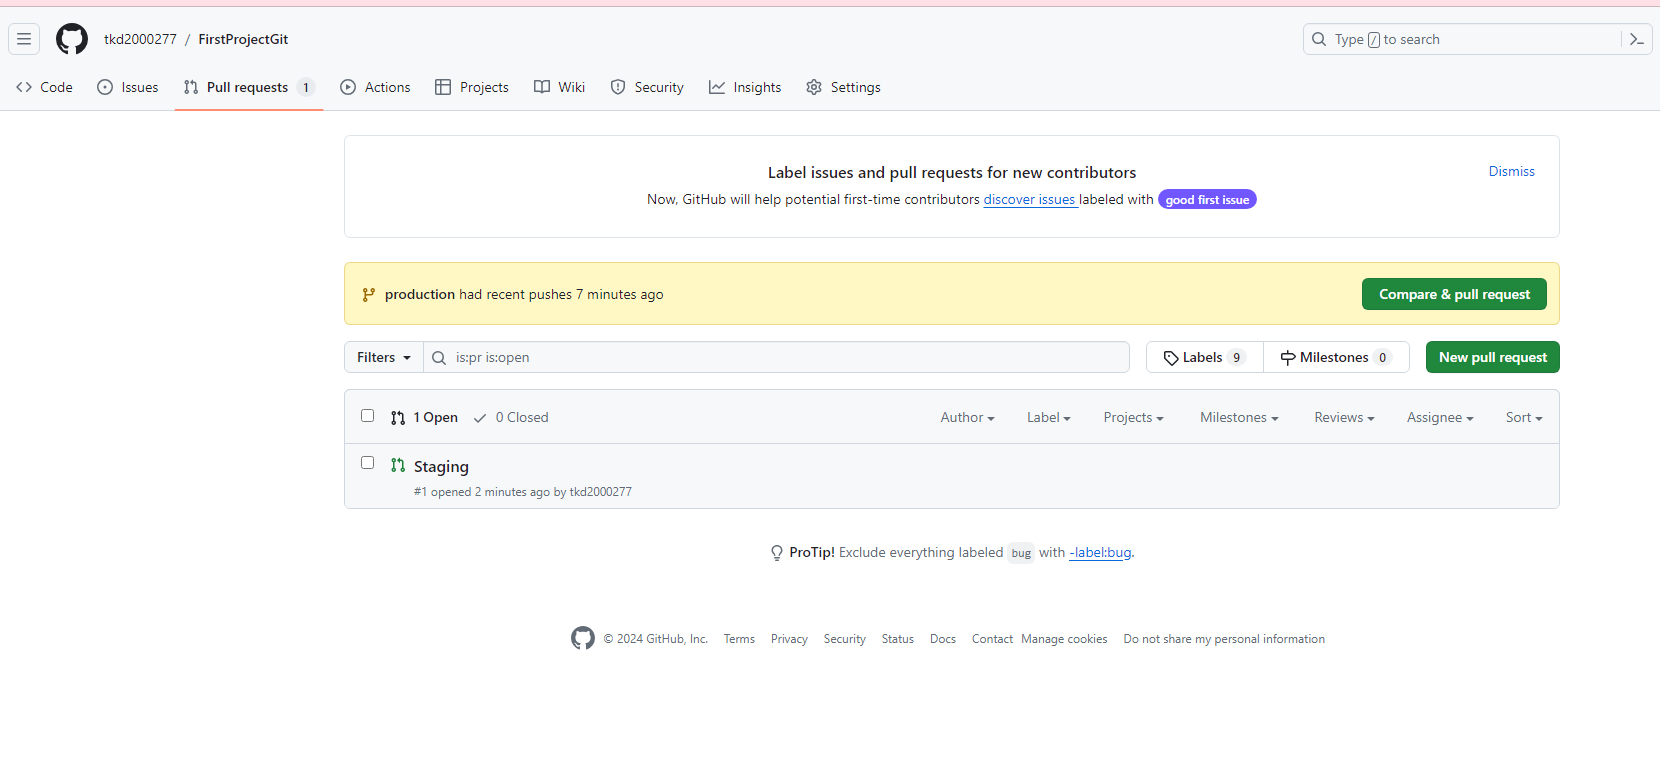 tkd2000277 / FirstProjectGit
Type / to search
Code Issues Pull requests 1 Actions Projects Wiki Security Insights Settings
Label issues and pull requests for new contributors
Dismiss
Now, GitHub will help potential first-time contributors discover issues labeled with good first issue
production had recent pushes 7 minutes ago
Compare & pull request
Filters is:pr is:open Labels 9 Milestones 0 New pull request
1 Open 0 Closed Author Label Projects Milestones Reviews Assignee Sort
Staging
#1 opened 2 minutes ago by tkd2000277
ProTip! Exclude everything labeled bug with -label:bug.
© 2024 GitHub, Inc. Terms Privacy Security Status Docs Contact Manage cookies Do not share my personal information